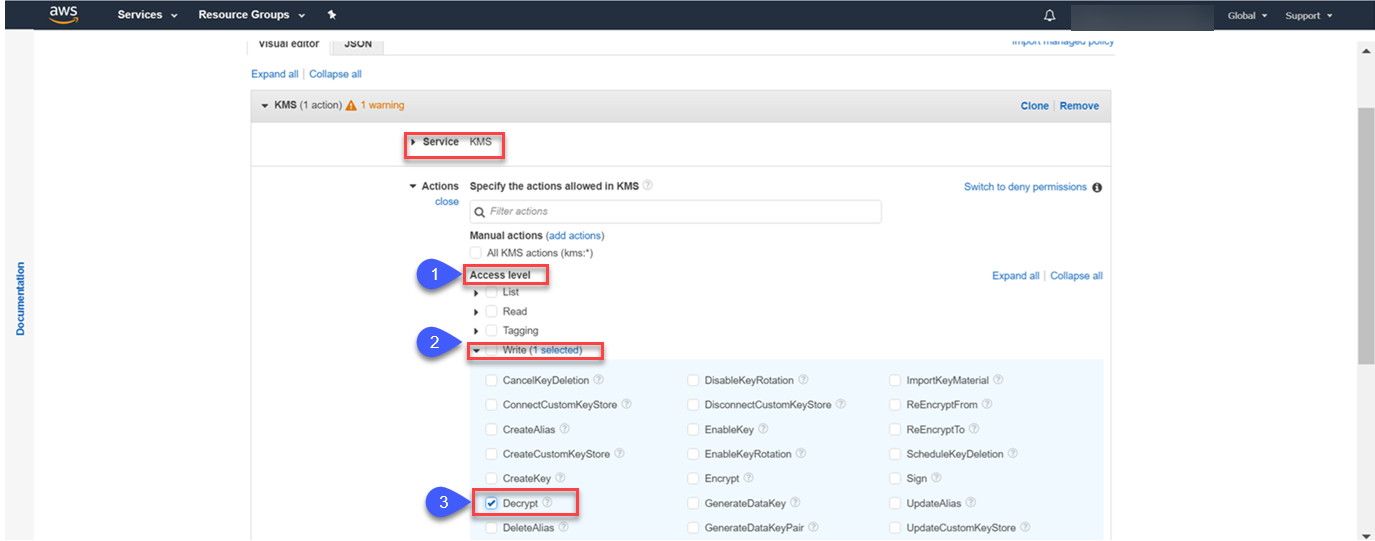 aws Services Resource Groups Global Support
Visual editor JSON Import managed policy
Expand all | Collapse all
KMS (1 action) 1 warning Clone | Remove
Service KMS
Actions Specify the actions allowed in KMS Switch to deny permissions
close
Filter actions
Manual actions (add actions)
All KMS actions (kms:*)
1 Access level Expand all | Collapse all
List
Read
Tagging
2 Write (1 selected)
CancelKeyDeletion DisableKeyRotation ImportKeyMaterial
ConnectCustomKeyStore DisconnectCustomKeyStore ReEncryptFrom
CreateAlias EnableKey ReEncryptTo
CreateCustomKeyStore EnableKeyRotation ScheduleKeyDeletion
CreateKey Encrypt Sign
3 Decrypt GenerateDataKey UpdateAlias
DeleteAlias GenerateDataKeyPair UpdateCustomKeyStore
Documentation